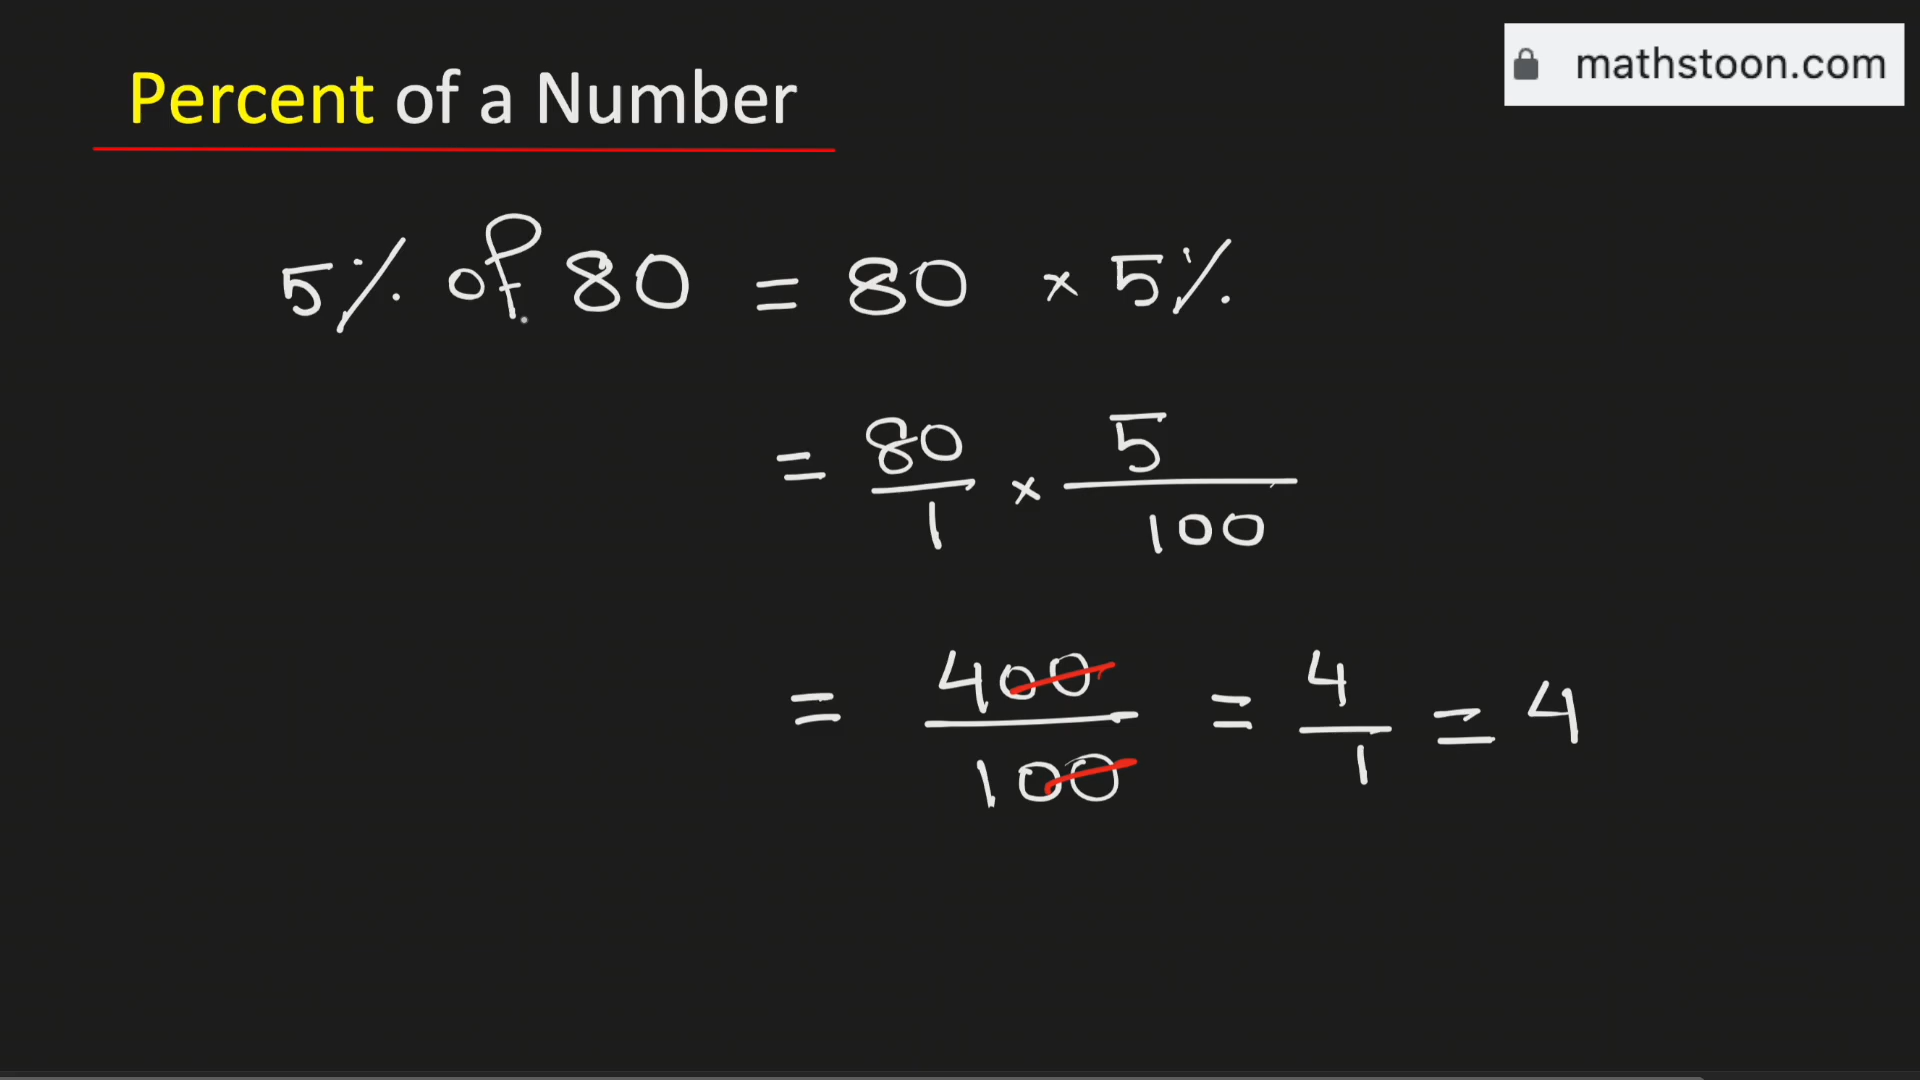 mathstoon.com
Percent of a Number
5% of 80 = 80 × 5%
= 80/1 × 5/100
= 400/100 = 4/1 = 4